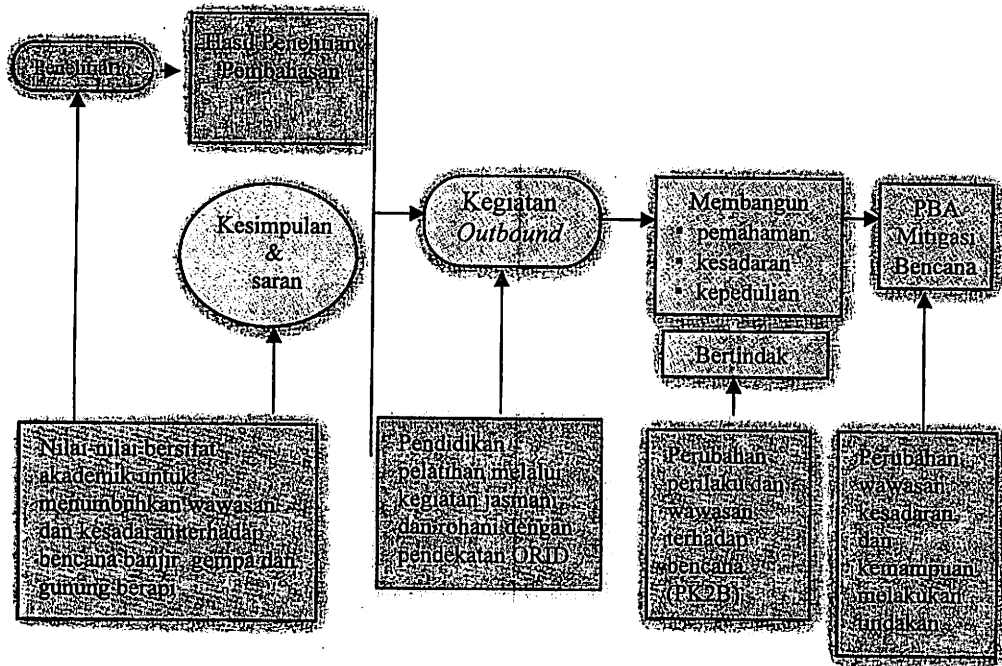 Penelitian
Hasil Penelitian
Pembahasan
Kesimpulan
&
saran
Kegiatan
Outbound
Membangun
▪ pemahaman
▪ kesadaran
▪ kepedulian
Bertindak
PBA
Mitigasi
Bencana
Nilai-nilai bersifat
akademik untuk
menumbuhkan wawasan
dan kesadaran terhadap
bencana banjir, gempa dan
gunung berapi
Pendidikan
pelatihan melalui
kegiatan jasmani
dan rohani dengan
pendekatan ORID
Perubahan
perilaku dan
wawasan
terhadap
bencana
(PK2B)
Perubahan
wawasan
kesadaran
dan
kemampuan
melakukan
tindakan